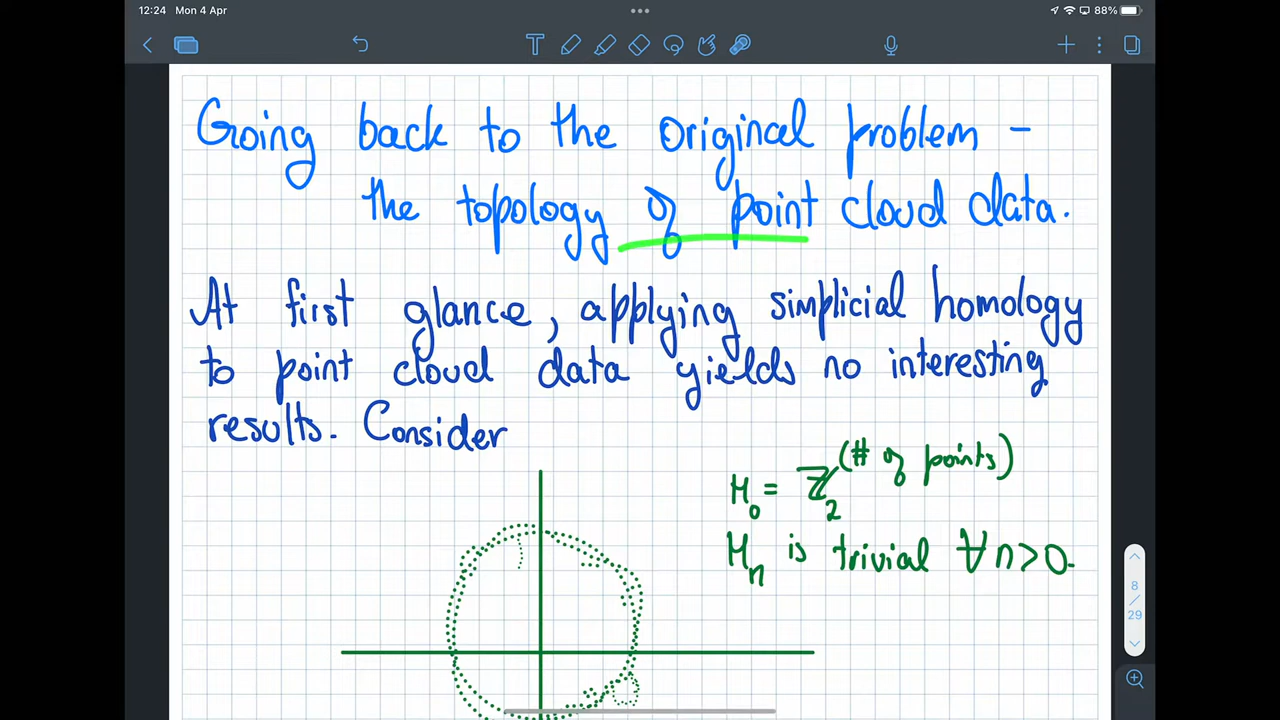 12:24 Mon 4 Apr
88%
Going back to the original problem -
the topology of point cloud data.
At first glance, applying simplicial homology
to point cloud data yields no interesting
results. Consider
H₀ = ℤ₂^(# of points)
Hₙ is trivial ∀n>0.
8
/
29